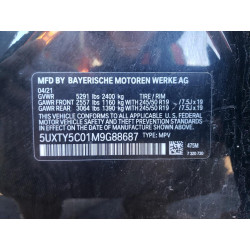 MFD BY BAYERISCHE MOTOREN WERKE AG
04/21
GVWR 5291 lbs 2400 kg TIRE / RIM
GAWR FRONT 2557 lbs 1160 kg WITH 245/50 R19 / 7.5J x 19
GAWR REAR 3064 lbs 1390 kg WITH 245/50 R19 / 7.5J x 19
THIS VEHICLE CONFORMS TO ALL APPLICABLE U.S. FEDERAL
MOTOR VEHICLE SAFETY, BUMPER, AND THEFT PREVENTION
STANDARDS IN EFFECT ON THE DATE OF MANUFACTURE SHOWN ABOVE.
5UXTY5C01M9G88687 TYPE: MPV
475M